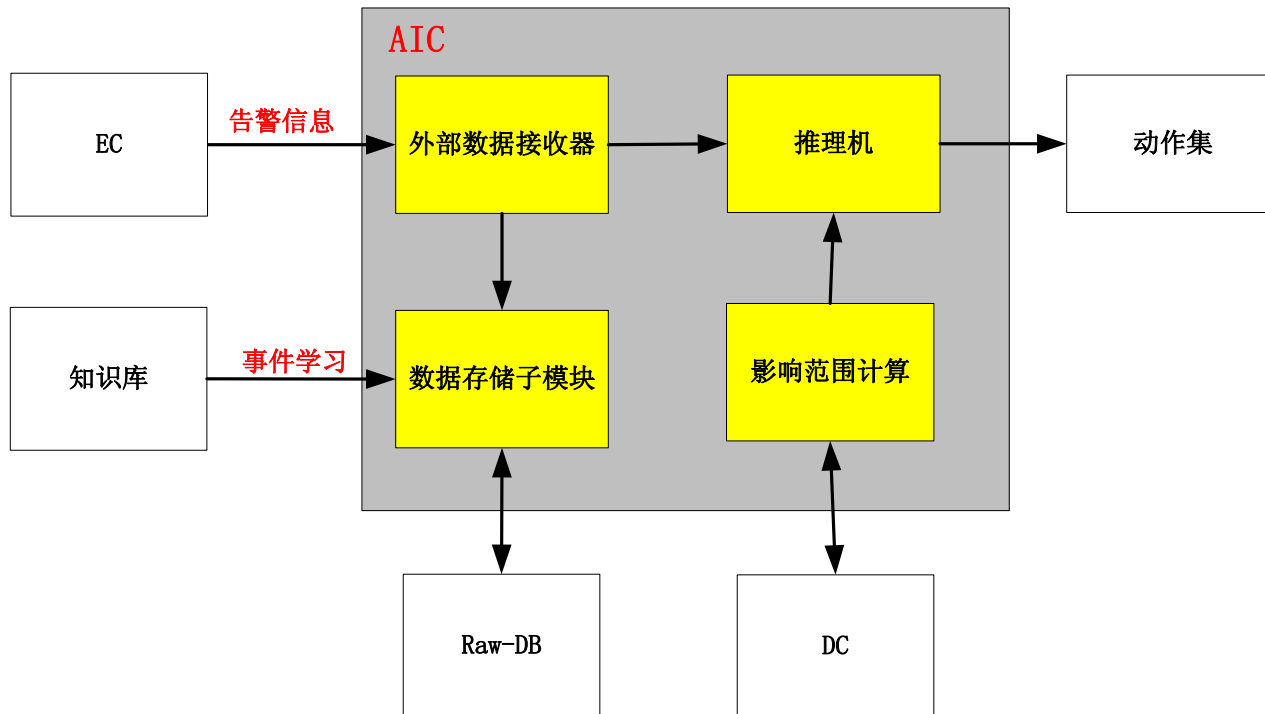 AIC
EC
告警信息
外部数据接收器
推理机
动作集
知识库
事件学习
数据存储子模块
影响范围计算
Raw-DB
DC